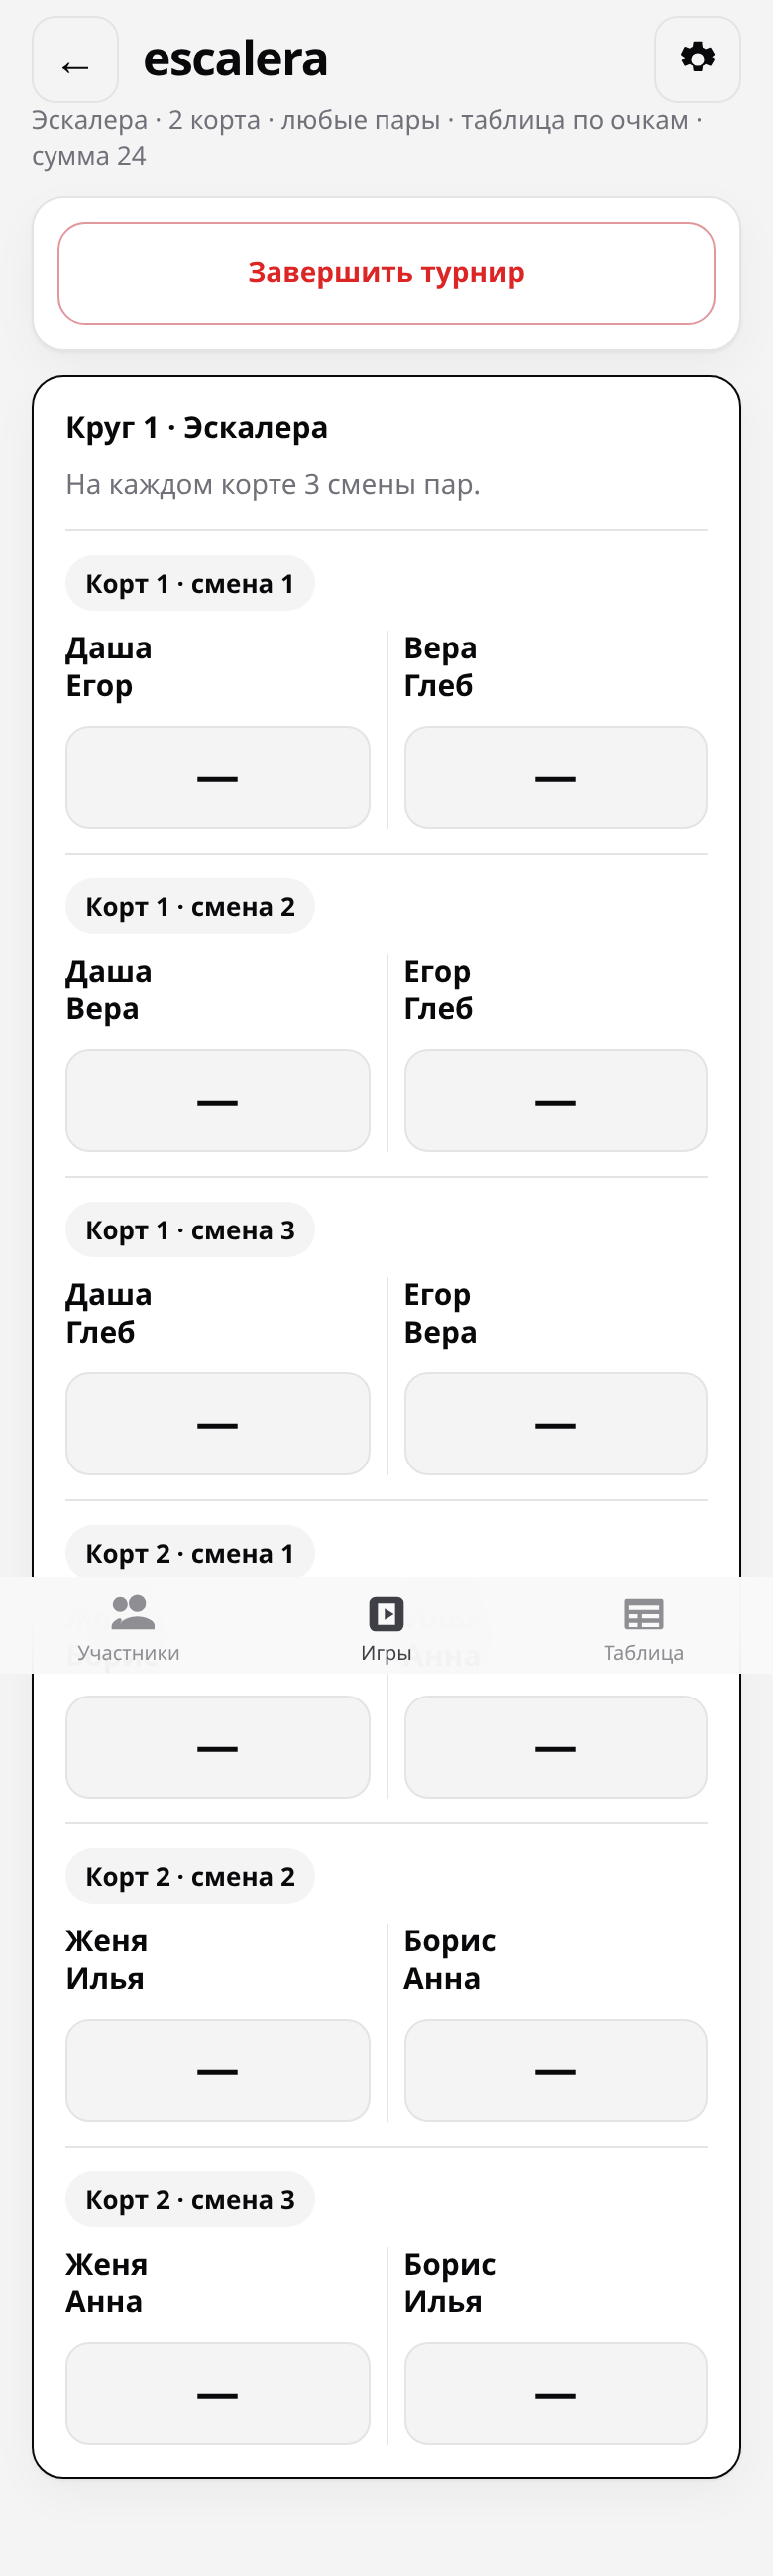 ←
escalera
Эскалера · 2 корта · любые пары · таблица по очкам ·
сумма 24
Завершить турнир
Круг 1 · Эскалера
На каждом корте 3 смены пар.
Корт 1 · смена 1
Даша
Егор
Вера
Глеб
—
—
Корт 1 · смена 2
Даша
Вера
Егор
Глеб
—
—
Корт 1 · смена 3
Даша
Глеб
Егор
Вера
—
—
Корт 2 · смена 1
Анна
Участники
Игры
Таблица
—
—
Корт 2 · смена 2
Женя
Илья
Борис
Анна
—
—
Корт 2 · смена 3
Женя
Анна
Борис
Илья
—
—